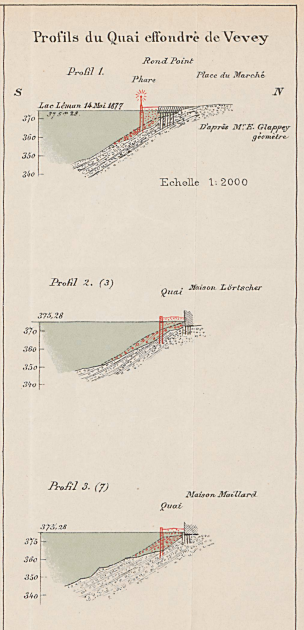 Profils du Quai effondré de Vevey
Rond Point
Profil 1.
Phare
Place du Marché
S
N
Lac Léman 14 Mai 1877
375m28
370
360
350
340
D'après Mr. E. Glappey
géomètre
Echelle 1:2000
Profil 2. (3)
Quai
Maison Lörtscher
375,28
370
360
350
340
Profil 3. (7)
Maison Maillard
Quai
375,28
375
360
350
340